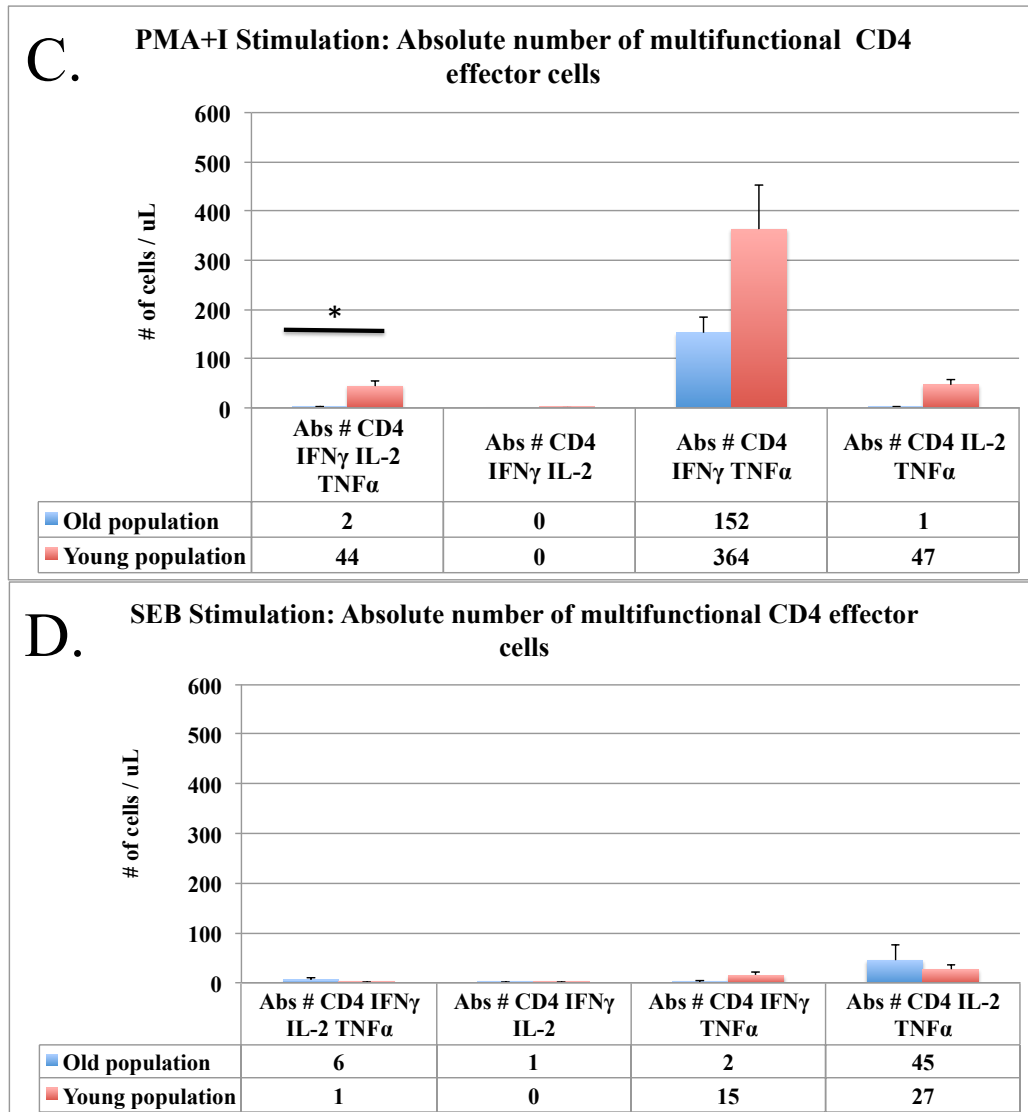 C.
PMA+I Stimulation: Absolute number of multifunctional CD4
effector cells
# of cells / uL
600
500
400
300
200
100
0
*
Abs # CD4
IFNγ IL-2
TNFα
Abs # CD4
IFNγ IL-2
Abs # CD4
IFNγ TNFα
Abs # CD4 IL-2
TNFα
Old population 2 0 152 1
Young population 44 0 364 47
D.
SEB Stimulation: Absolute number of multifunctional CD4 effector
cells
# of cells / uL
600
500
400
300
200
100
0
Abs # CD4 IFNγ
IL-2 TNFα
Abs # CD4 IFNγ
IL-2
Abs # CD4 IFNγ
TNFα
Abs # CD4 IL-2
TNFα
Old population 6 1 2 45
Young population 1 0 15 27